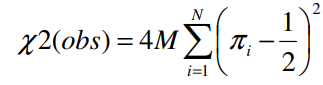 χ2(obs) = 4M ∑_{i=1}^{N} (π_i − 1/2)^2